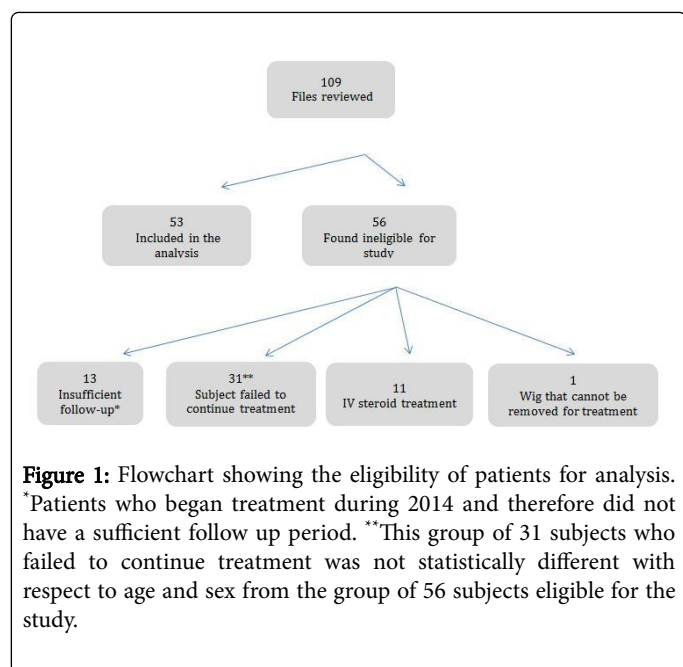 109
Files reviewed
53
Included in the
analysis
56
Found ineligible for
study
13
Insufficient
follow-up*
31**
Subject failed to
continue treatment
11
IV steroid treatment
1
Wig that cannot be
removed for treatment
Figure 1: Flowchart showing the eligibility of patients for analysis.
*Patients who began treatment during 2014 and therefore did not
have a sufficient follow up period. **This group of 31 subjects who
failed to continue treatment was not statistically different with
respect to age and sex from the group of 56 subjects eligible for the
study.